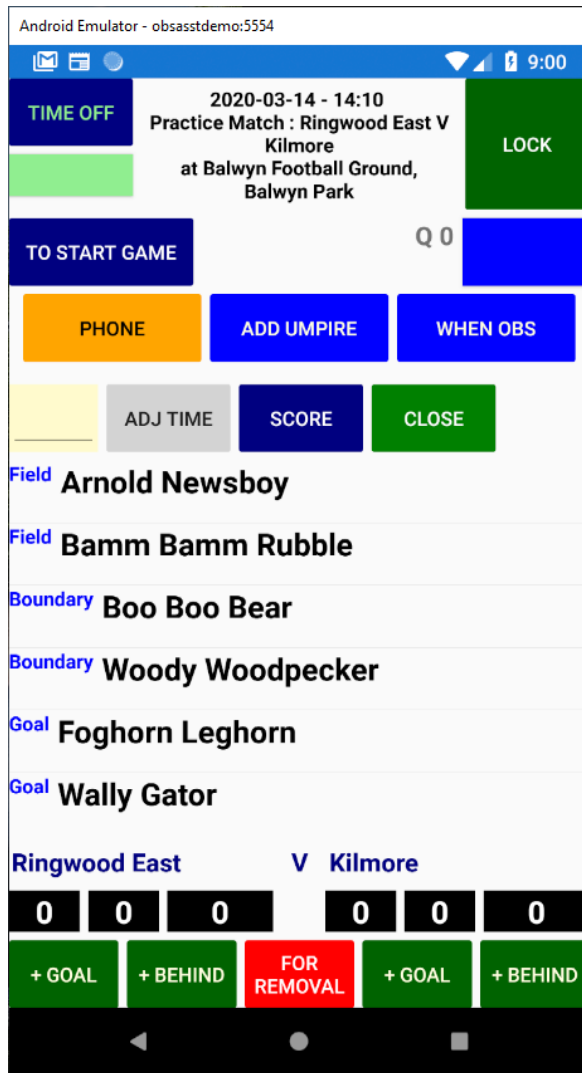 Android Emulator - obsasstdemo:5554
9:00
TIME OFF
2020-03-14 - 14:10
Practice Match : Ringwood East V
Kilmore
at Balwyn Football Ground,
Balwyn Park
LOCK
TO START GAME
Q 0
PHONE
ADD UMPIRE
WHEN OBS
ADJ TIME
SCORE
CLOSE
Field Arnold Newsboy
Field Bamm Bamm Rubble
Boundary Boo Boo Bear
Boundary Woody Woodpecker
Goal Foghorn Leghorn
Goal Wally Gator
Ringwood East V Kilmore
0 0 0 0 0 0
+ GOAL
+ BEHIND
FOR
REMOVAL
+ GOAL
+ BEHIND